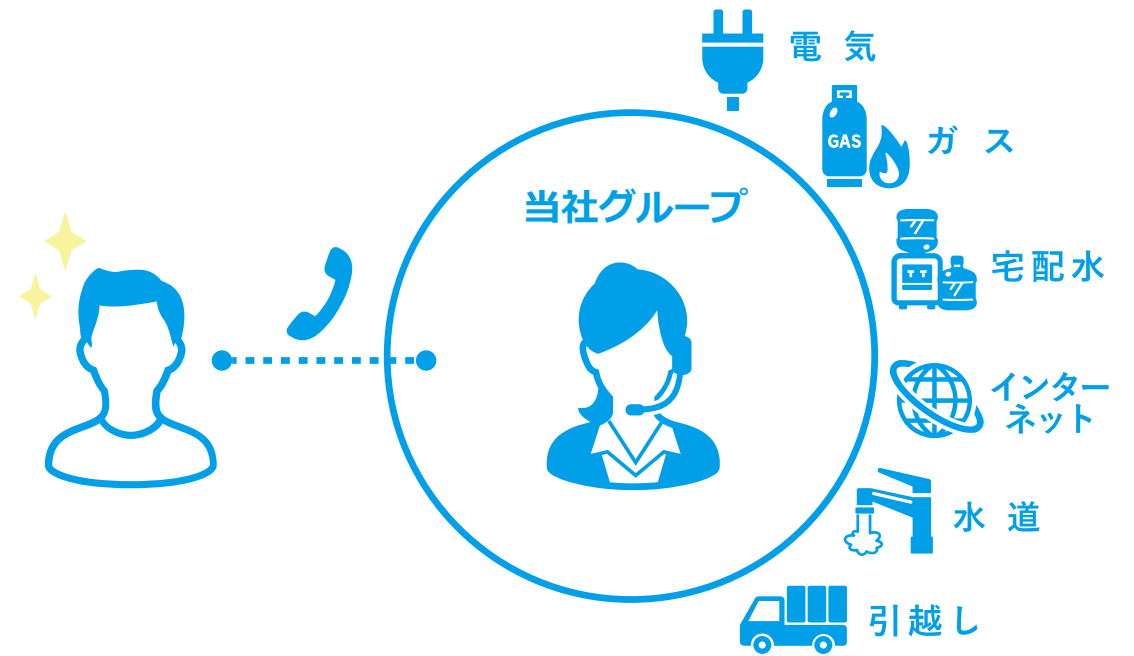 電気
GAS
ガス
当社グループ
宅配水
インター
ネット
水道
引越し